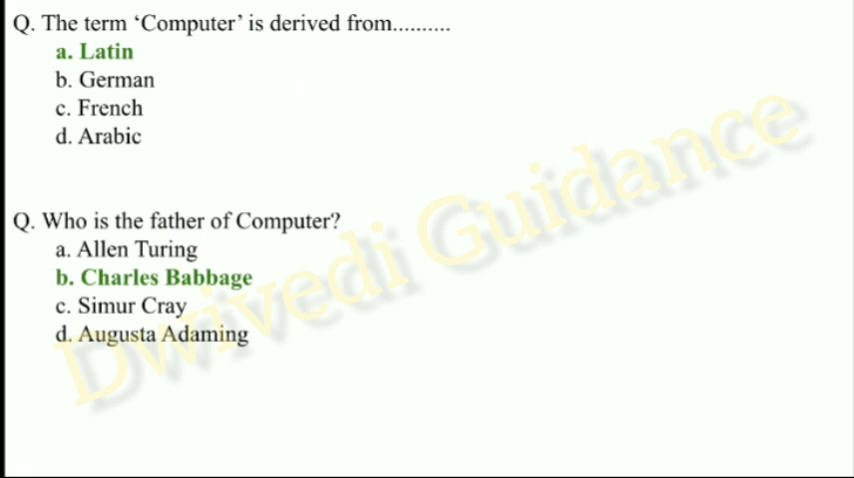 Q. The term ‘Computer’ is derived from..........
a. Latin
b. German
c. French
d. Arabic
Q. Who is the father of Computer?
a. Allen Turing
b. Charles Babbage
c. Simur Cray
d. Augusta Adaming
Dwivedi Guidance